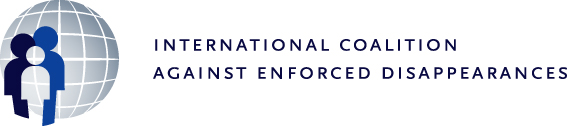 INTERNATIONAL COALITION
AGAINST ENFORCED DISAPPEARANCES